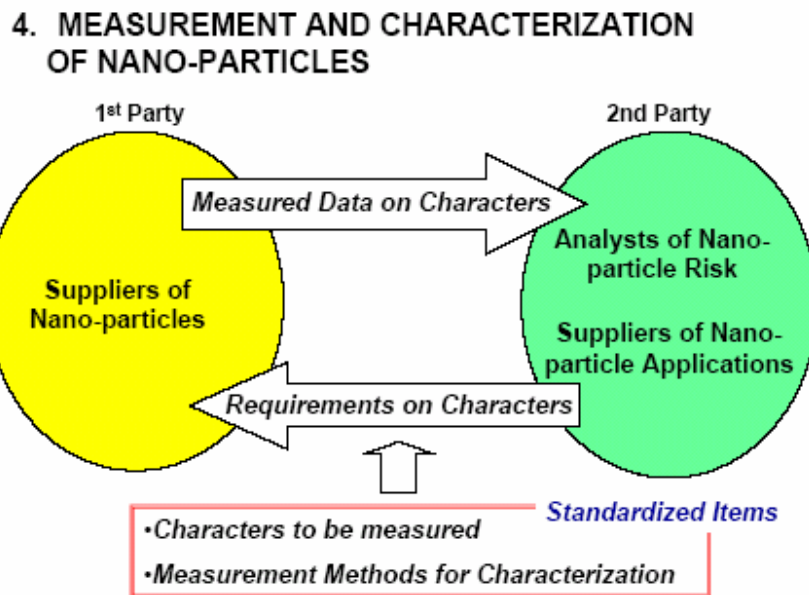 4. MEASUREMENT AND CHARACTERIZATION
OF NANO-PARTICLES
1st Party
2nd Party
Measured Data on Characters
Suppliers of
Nano-particles
Analysts of Nano-
particle Risk
Suppliers of Nano-
particle Applications
Requirements on Characters
Standardized Items
•Characters to be measured
•Measurement Methods for Characterization